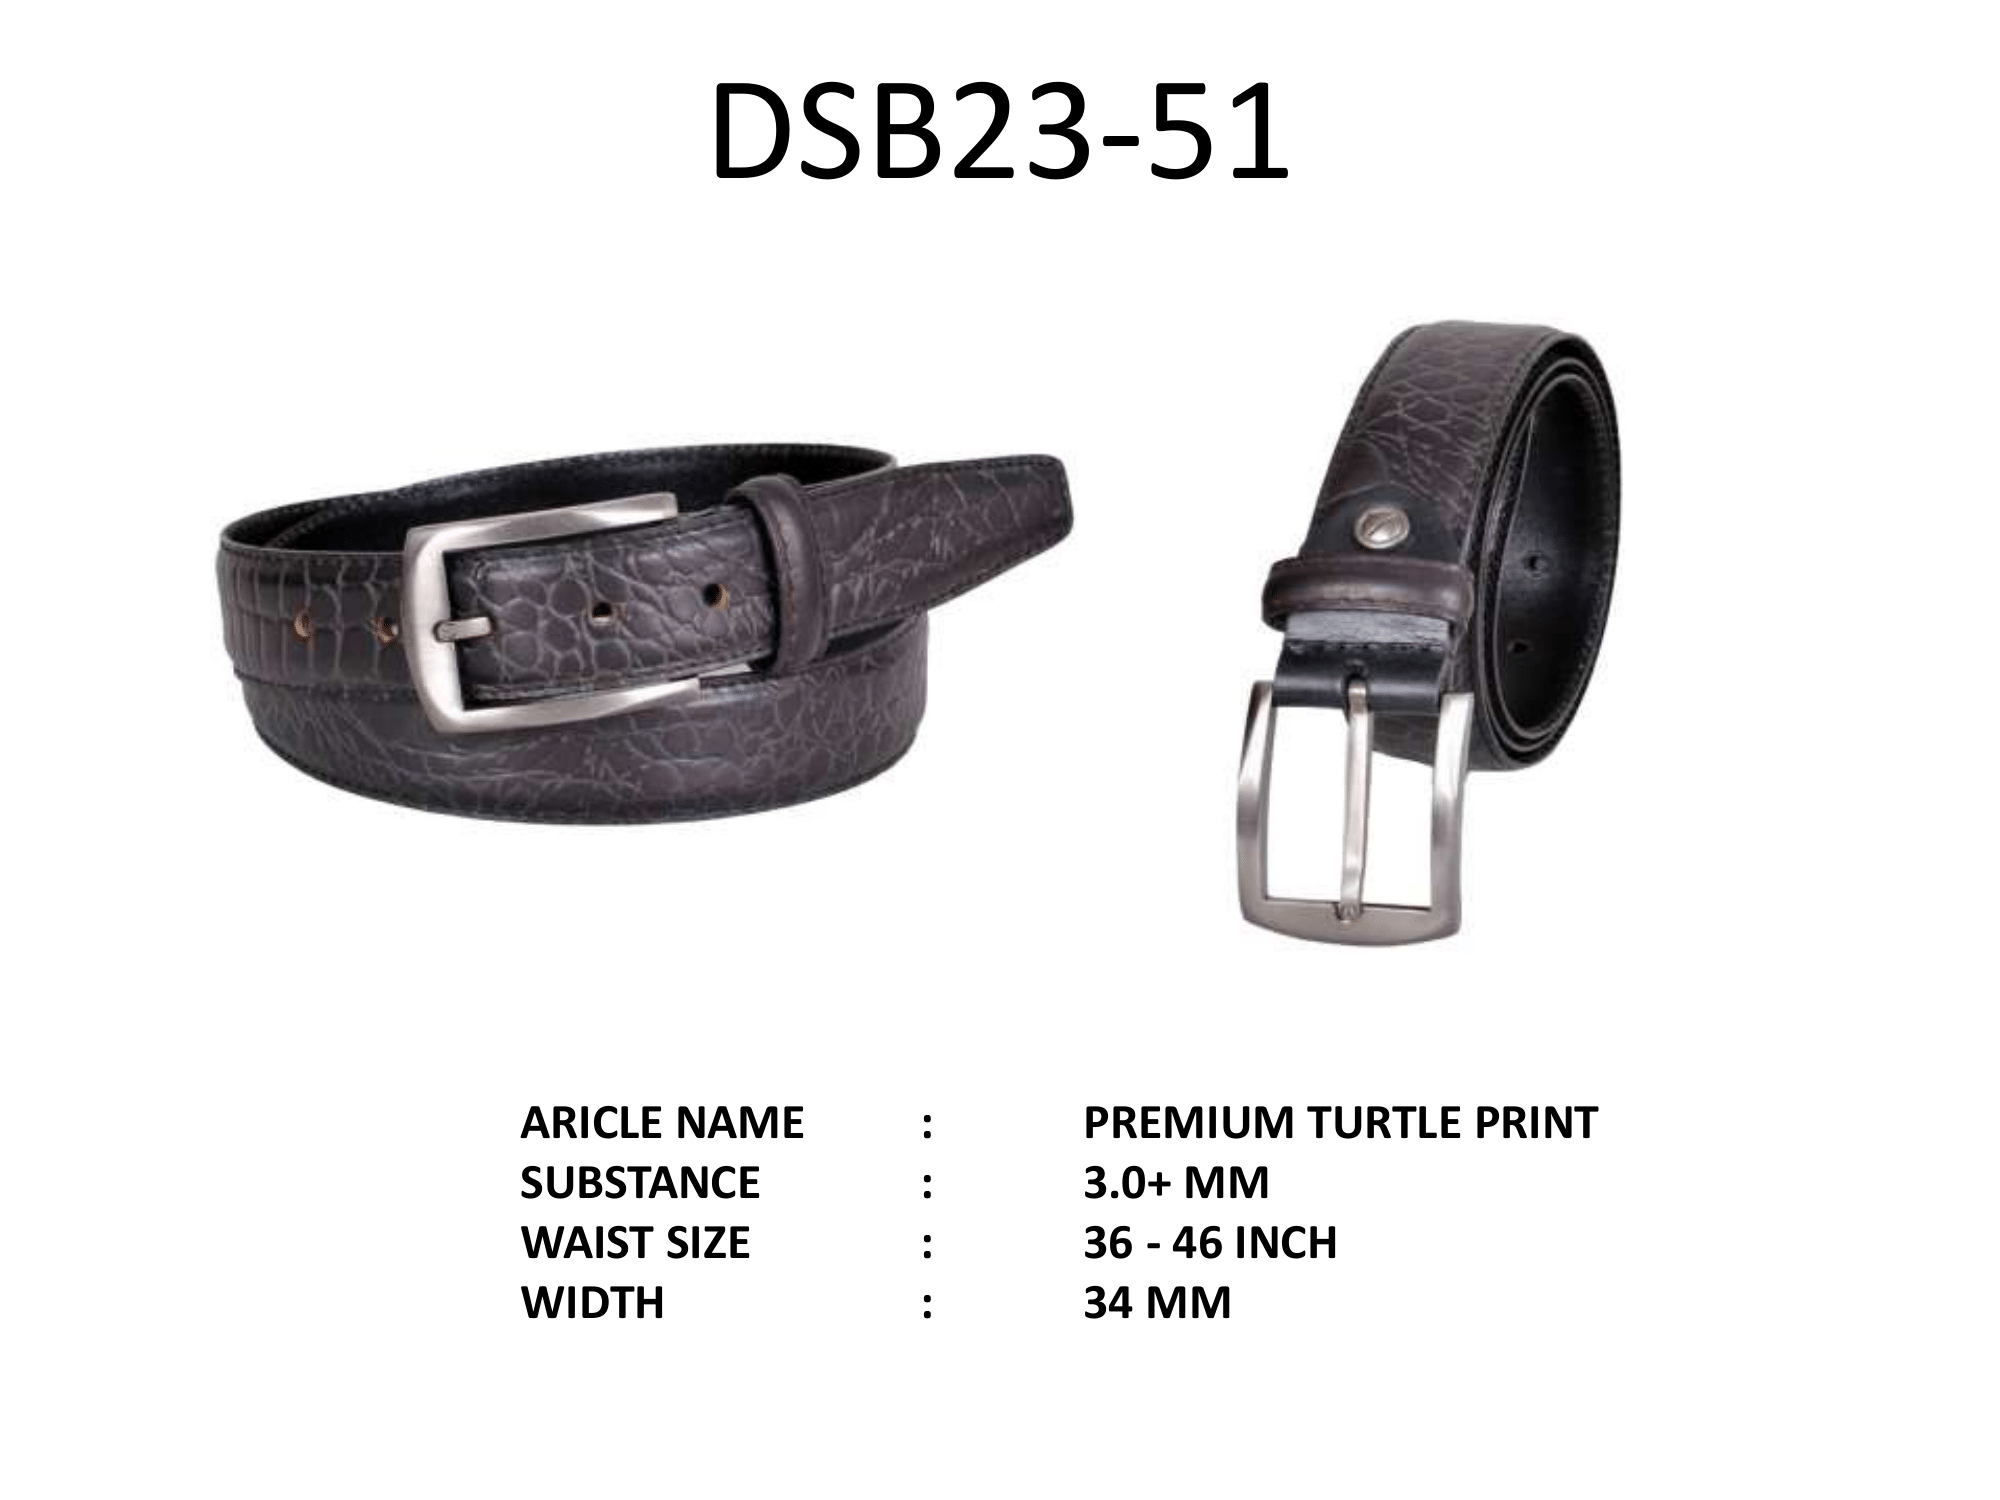 DSB23-51
ARICLE NAME : PREMIUM TURTLE PRINT
SUBSTANCE : 3.0+ MM
WAIST SIZE : 36 - 46 INCH
WIDTH : 34 MM